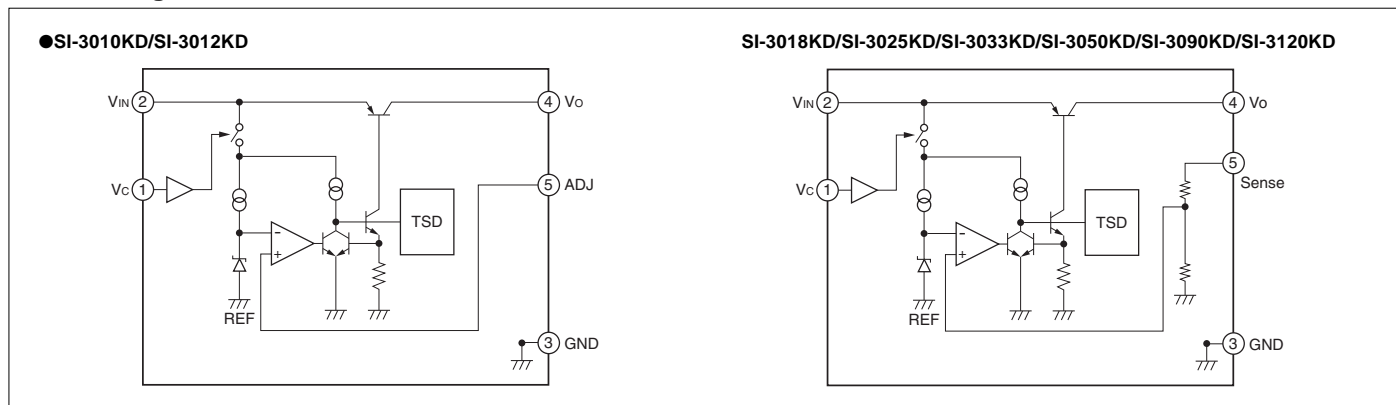 ●SI-3010KD/SI-3012KD
VIN 2
4 VO
VC 1
5 ADJ
TSD
-
+
REF
3 GND
SI-3018KD/SI-3025KD/SI-3033KD/SI-3050KD/SI-3090KD/SI-3120KD
VIN 2
4 Vo
VC 1
5
Sense
TSD
-
+
REF
3 GND